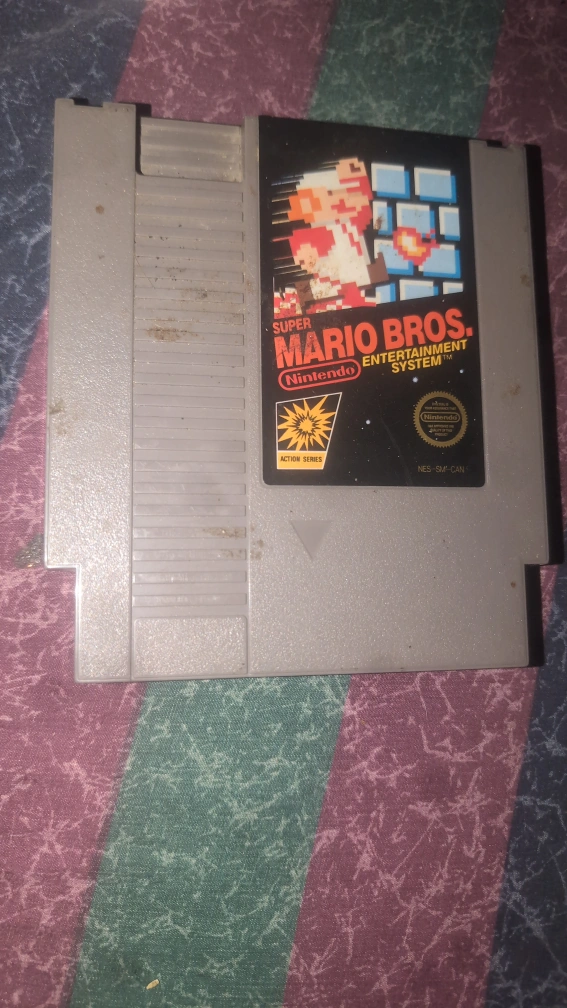 SUPER
MARIO BROS.
ENTERTAINMENT
SYSTEM™
Nintendo
ACTION SERIES
Nintendo
NES-SM-CAN